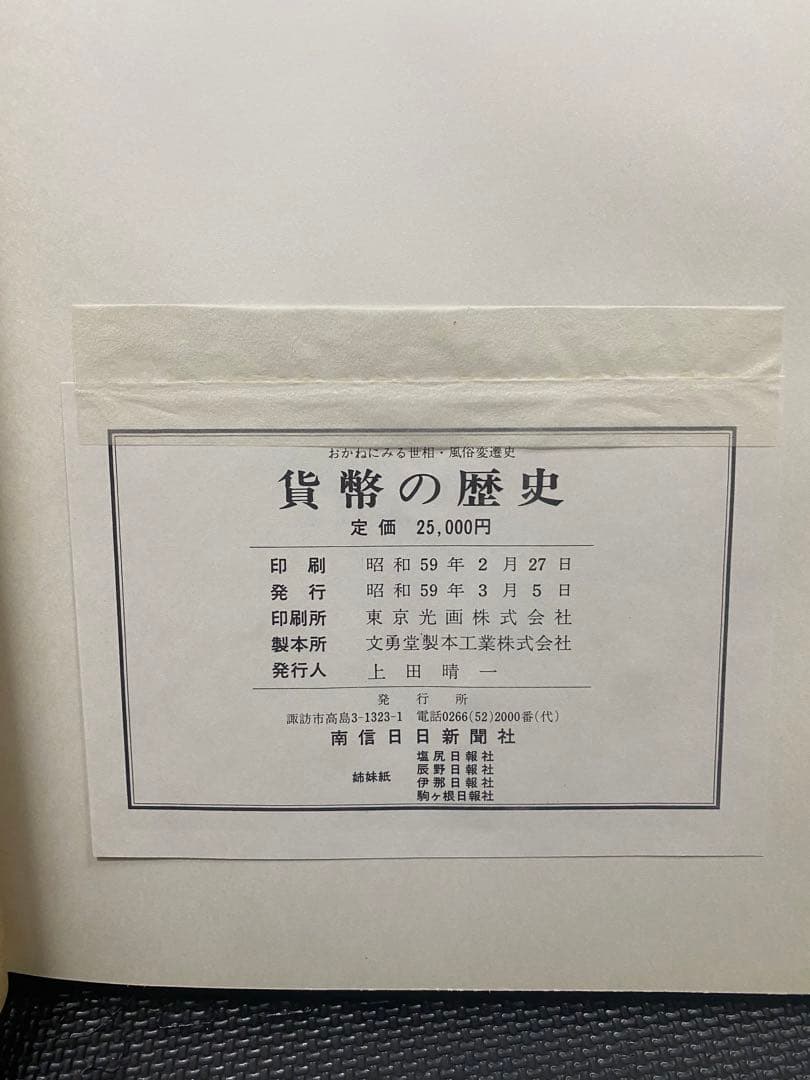 おかねにみる世相・風俗変遷史
貨幣の歴史
定価 25,000円
印刷 昭和59年2月27日
発行 昭和59年3月5日
印刷所 東京光画株式会社
製本所 文勇堂製本工業株式会社
発行人 上田晴一
発行所
諏訪市高島3-1323-1 電話0266(52)2000番(代)
南信日日新聞社
姉妹紙
塩尻日報社
辰野日報社
伊那日報社
駒ヶ根日報社